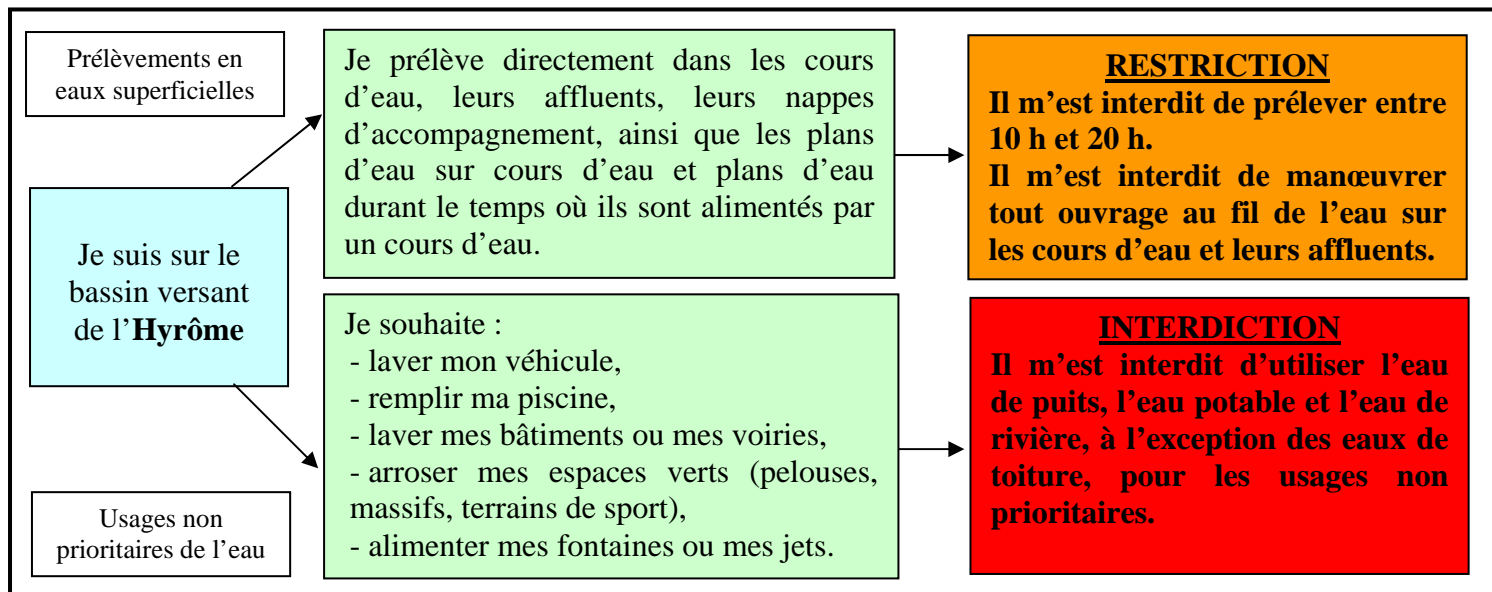 Prélèvements en
eaux superficielles
Je suis sur le
bassin versant
de l’Hyrôme
Usages non
prioritaires de l’eau
Je prélève directement dans les cours
d’eau, leurs affluents, leurs nappes
d’accompagnement, ainsi que les plans
d’eau sur cours d’eau et plans d’eau
durant le temps où ils sont alimentés par
un cours d’eau.
RESTRICTION
Il m’est interdit de prélever entre
10 h et 20 h.
Il m’est interdit de manœuvrer
tout ouvrage au fil de l’eau sur
les cours d’eau et leurs affluents.
Je souhaite :
- laver mon véhicule,
- remplir ma piscine,
- laver mes bâtiments ou mes voiries,
- arroser mes espaces verts (pelouses,
massifs, terrains de sport),
- alimenter mes fontaines ou mes jets.
INTERDICTION
Il m’est interdit d’utiliser l’eau
de puits, l’eau potable et l’eau de
rivière, à l’exception des eaux de
toiture, pour les usages non
prioritaires.